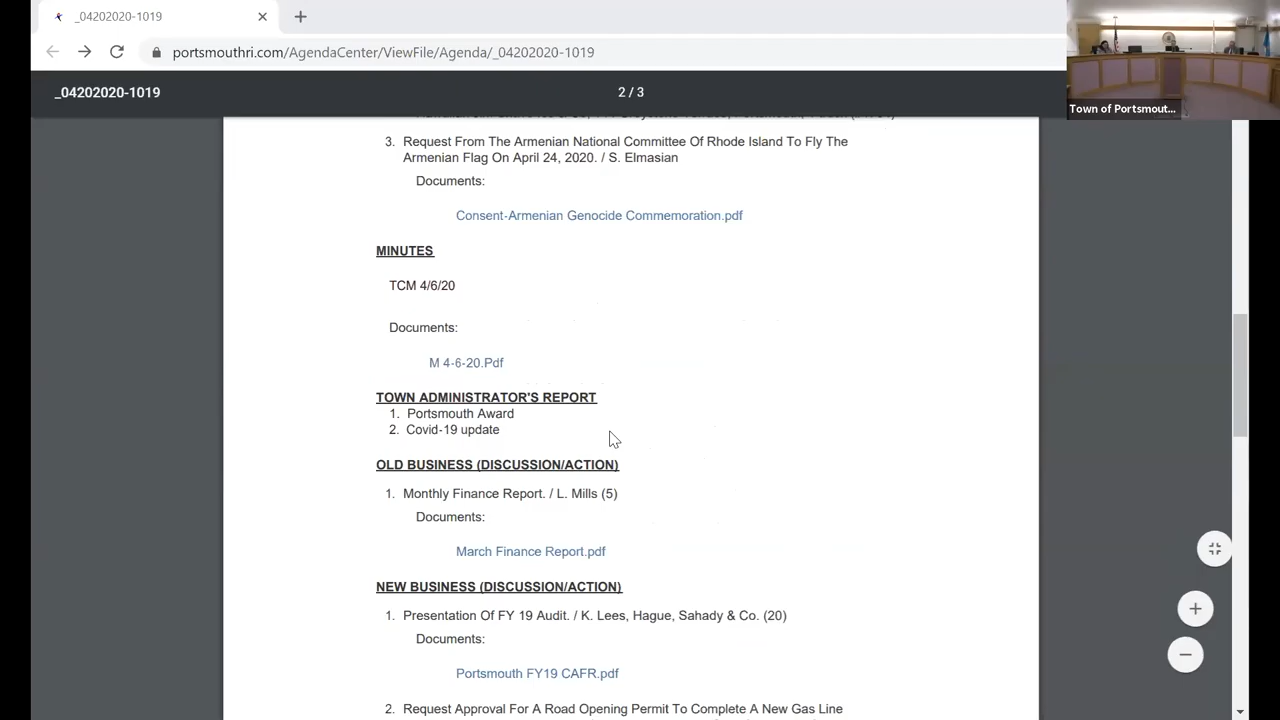 _04202020-1019
portsmouthri.com/AgendaCenter/ViewFile/Agenda/_04202020-1019
Town of Portsmout...
_04202020-1019
2 / 3
3. Request From The Armenian National Committee Of Rhode Island To Fly The
Armenian Flag On April 24, 2020. / S. Elmasian
Documents:
Consent-Armenian Genocide Commemoration.pdf
MINUTES
TCM 4/6/20
Documents:
M 4-6-20.Pdf
TOWN ADMINISTRATOR'S REPORT
1. Portsmouth Award
2. Covid-19 update
OLD BUSINESS (DISCUSSION/ACTION)
1. Monthly Finance Report. / L. Mills (5)
Documents:
March Finance Report.pdf
NEW BUSINESS (DISCUSSION/ACTION)
1. Presentation Of FY 19 Audit. / K. Lees, Hague, Sahady & Co. (20)
Documents:
Portsmouth FY19 CAFR.pdf
2. Request Approval For A Road Opening Permit To Complete A New Gas Line